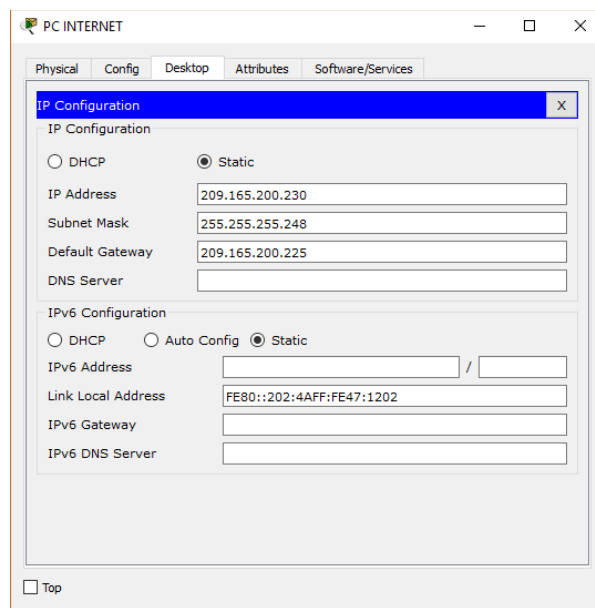 PC INTERNET
Physical Config Desktop Attributes Software/Services
IP Configuration X
IP Configuration
DHCP Static
IP Address 209.165.200.230
Subnet Mask 255.255.255.248
Default Gateway 209.165.200.225
DNS Server
IPv6 Configuration
DHCP Auto Config Static
IPv6 Address /
Link Local Address FE80::202:4AFF:FE47:1202
IPv6 Gateway
IPv6 DNS Server
Top